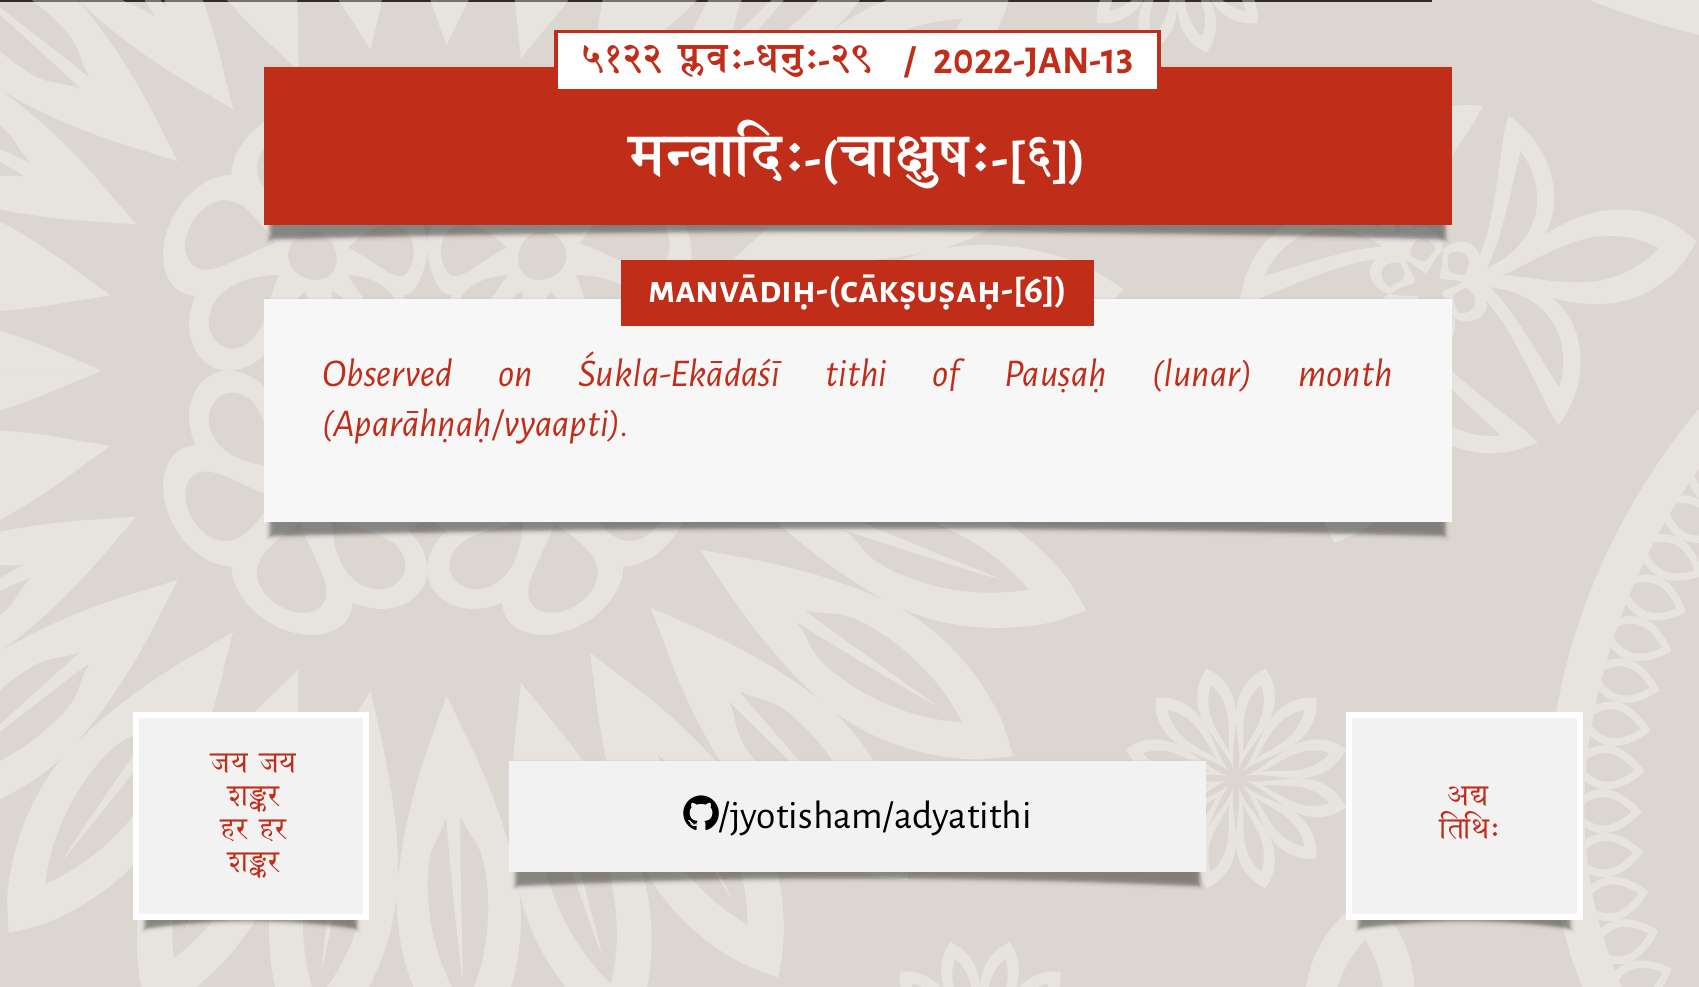 ५१२२ प्लवः-धनुः-२९ / 2022-JAN-13
मन्वादिः-(चाक्षुषः-[६])
MANVĀDIḤ-(CĀKṢUṢAḤ-[6])
Observed on Śukla-Ekādaśī tithi of Pauṣaḥ (lunar) month
(Aparāhṇaḥ/vyaapti).
जय जय
शङ्कर
हर हर
शङ्कर
/jyotisham/adyatithi
अद्य
तिथिः